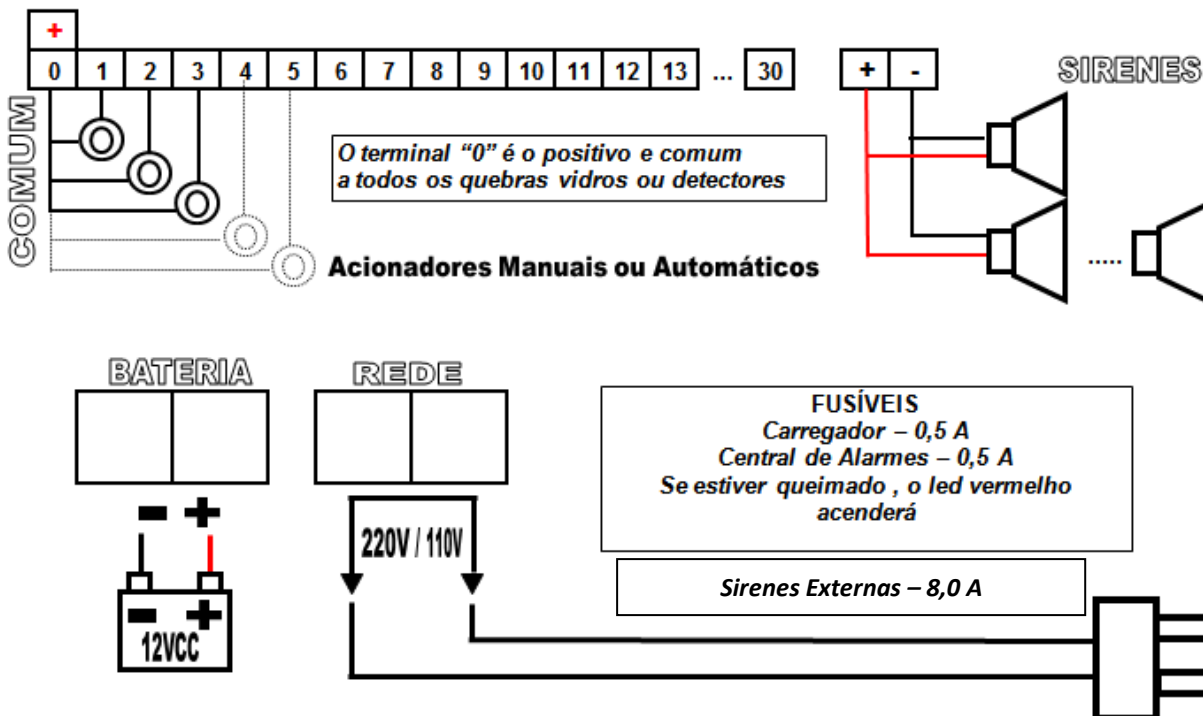 +
0 1 2 3 4 5 6 7 8 9 10 11 12 13 ... 30
+ -
SIRENES
COMUM
O terminal “0” é o positivo e comum
a todos os quebras vidros ou detectores
Acionadores Manuais ou Automáticos
.....
BATERIA
REDE
- +
- +
12VCC
220V / 110V
FUSÍVEIS
Carregador – 0,5 A
Central de Alarmes – 0,5 A
Se estiver queimado , o led vermelho
acenderá
Sirenes Externas – 8,0 A